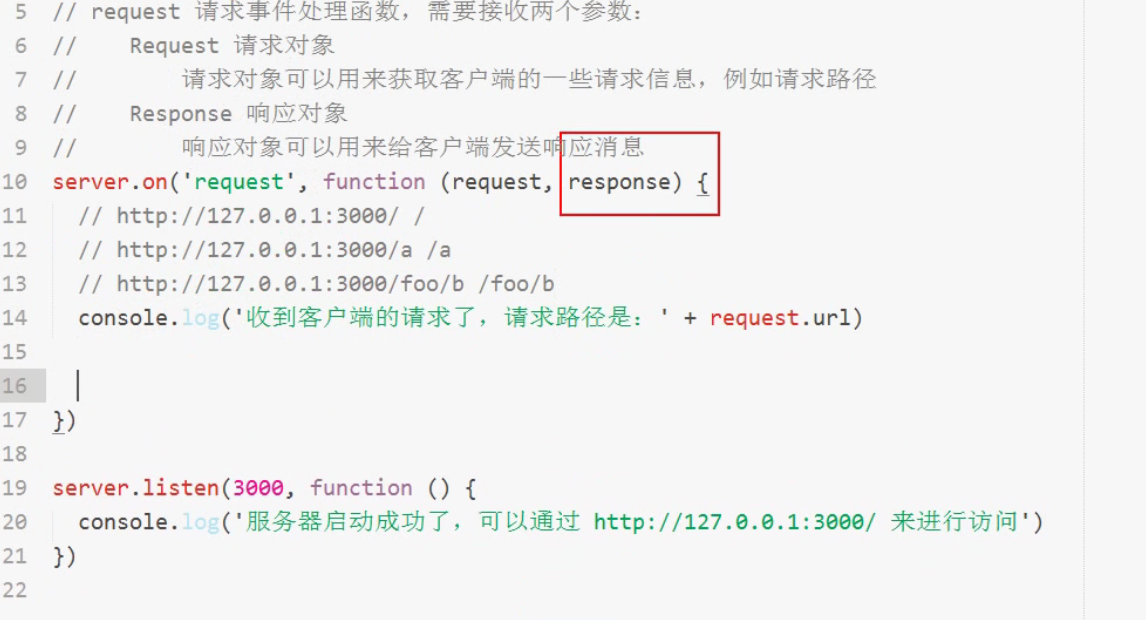 5 // request 请求事件处理函数，需要接收两个参数：
6 //    Request 请求对象
7 //        请求对象可以用来获取客户端的一些请求信息，例如请求路径
8 //    Response 响应对象
9 //        响应对象可以用来给客户端发送响应消息
10 server.on('request', function (request, response) {
11   // http://127.0.0.1:3000/ /
12   // http://127.0.0.1:3000/a /a
13   // http://127.0.0.1:3000/foo/b /foo/b
14   console.log('收到客户端的请求了，请求路径是：' + request.url)
15
16
17 })
18
19 server.listen(3000, function () {
20   console.log('服务器启动成功了，可以通过 http://127.0.0.1:3000/ 来进行访问')
21 })
22